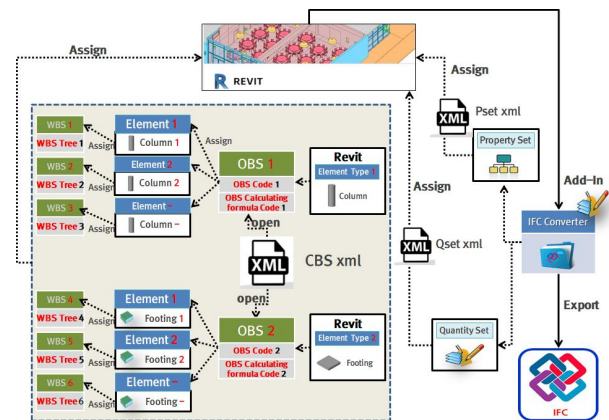 Assign
REVIT
Assign
XML
Pset xml
Property Set
Add-In
IFC Converter
Assign
XML
Qset xml
Export
Quantity Set
IFC
WBS 1
WBS Tree 1
Assign
Element 1
Column 1
Assign
WBS 2
WBS Tree 2
Assign
Element 2
Column 2
WBS 3
WBS Tree 3
Assign
Element –
Column –
OBS 1
OBS Code 1
OBS Calculating
formula Code 1
Revit
Element Type 1
Column
open
XML
CBS xml
open
WBS 4
WBS Tree 4
Assign
Element 1
Footing 1
WBS 5
WBS Tree 5
Assign
Element 2
Footing 2
WBS 6
WBS Tree 6
Assign
Element –
Footing –
OBS 2
OBS Code 2
OBS Calculating
formula Code 2
Revit
Element Type 2
Footing